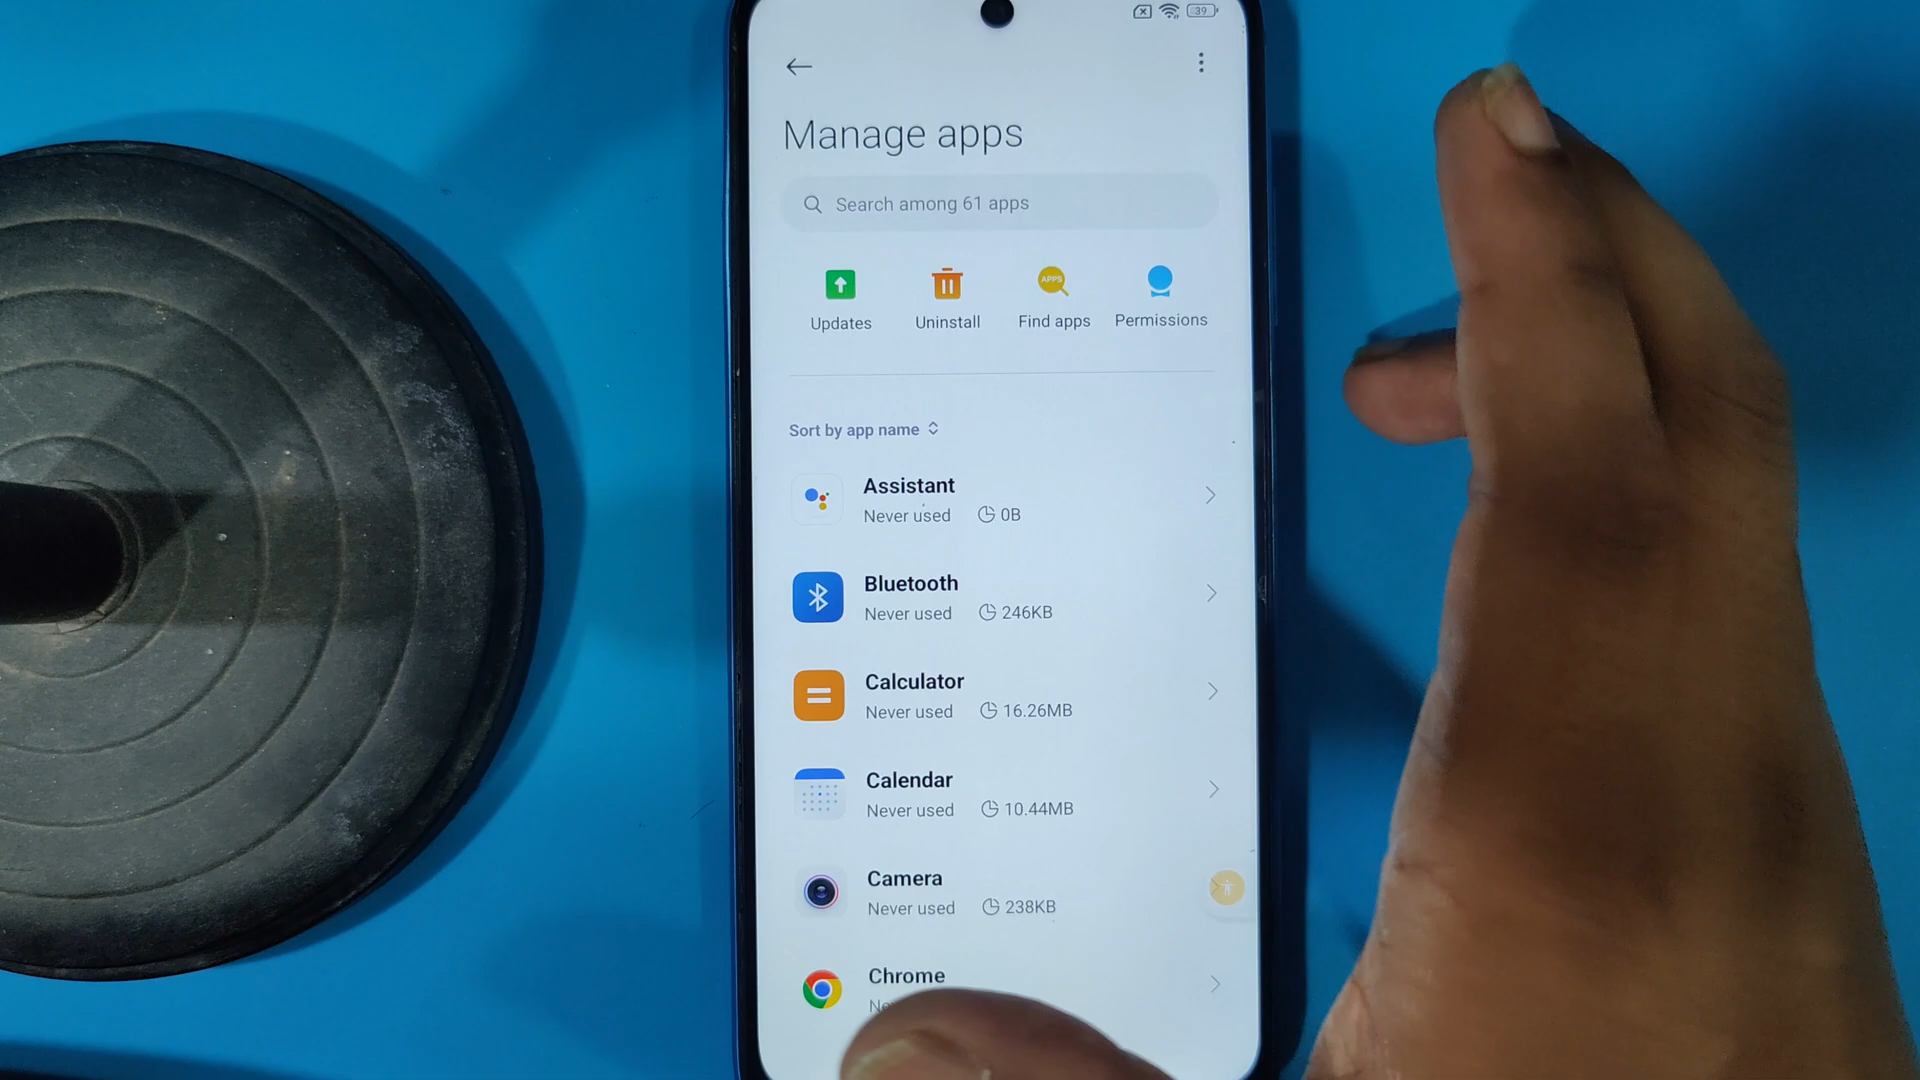 39
Manage apps
Search among 61 apps
APPS
Updates
Uninstall
Find apps
Permissions
Sort by app name
Assistant
Never used 0B
Bluetooth
Never used 246KB
Calculator
Never used 16.26MB
Calendar
Never used 10.44MB
Camera
Never used 238KB
Chrome